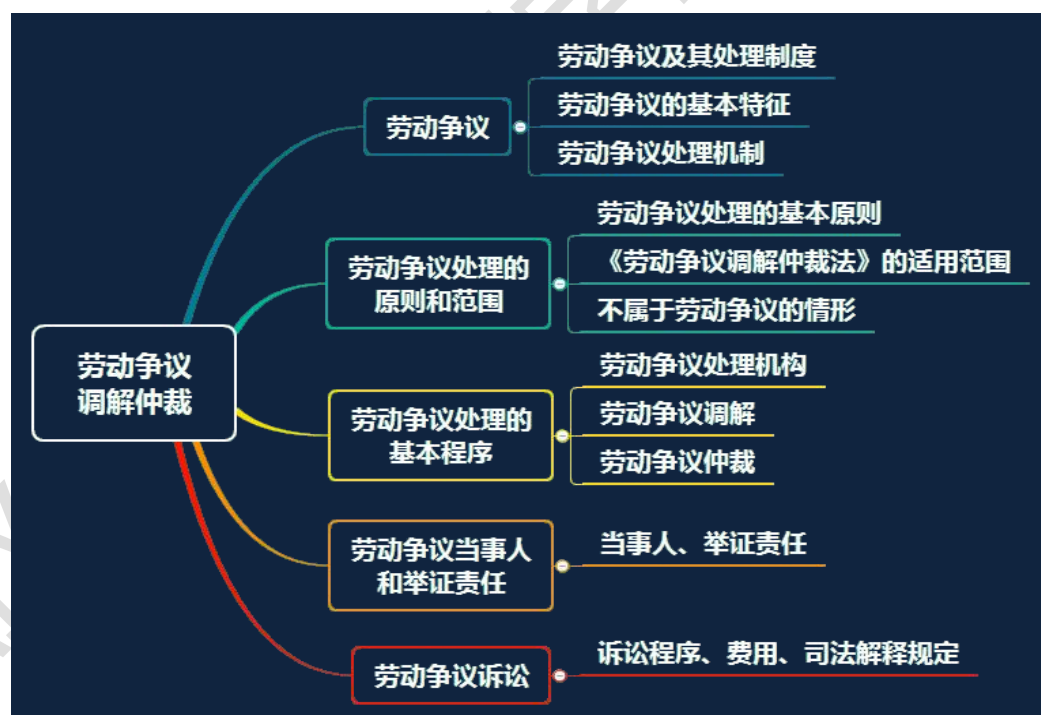 劳动争议
调解仲裁
劳动争议
劳动争议及其处理制度
劳动争议的基本特征
劳动争议处理机制
劳动争议处理的
原则和范围
劳动争议处理的基本原则
《劳动争议调解仲裁法》的适用范围
不属于劳动争议的情形
劳动争议处理的
基本程序
劳动争议处理机构
劳动争议调解
劳动争议仲裁
劳动争议当事人
和举证责任
当事人、举证责任
劳动争议诉讼
诉讼程序、费用、司法解释规定